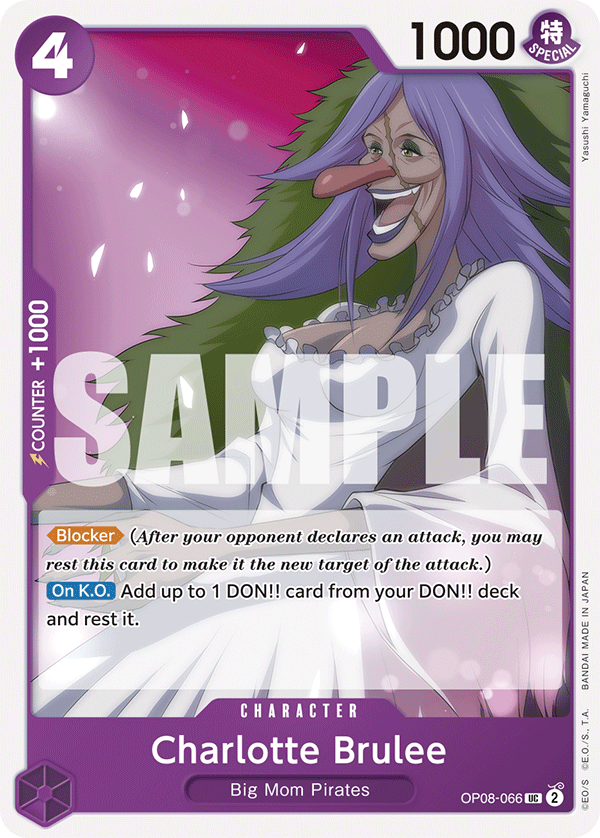 4
1000
特
SPECIAL
Yasushi Yamaguchi
COUNTER +1000
SAMPLE
Blocker (After your opponent declares an attack, you may
rest this card to make it the new target of the attack.)
On K.O. Add up to 1 DON!! card from your DON!! deck
and rest it.
CHARACTER
Charlotte Brulee
Big Mom Pirates
OP08-066 UC 2
©EO/S ©E.O./S., T.A. BANDAI MADE IN JAPAN